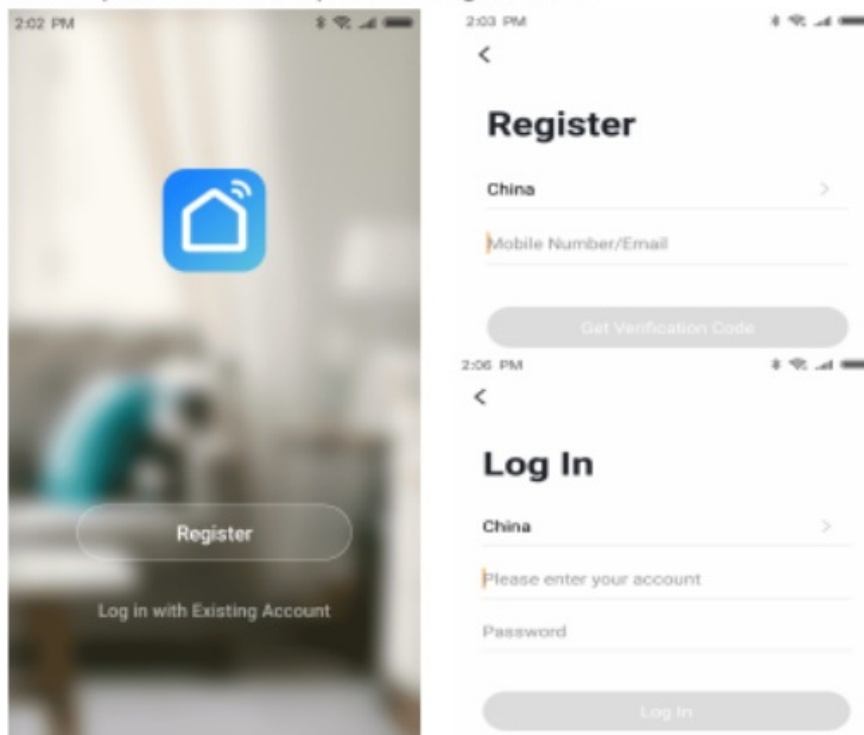 2:02 PM
Register
Log in with Existing Account
2:03 PM
Register
China
Mobile Number/Email
Get Verification Code
2:06 PM
Log In
China
Please enter your account
Password
Log In